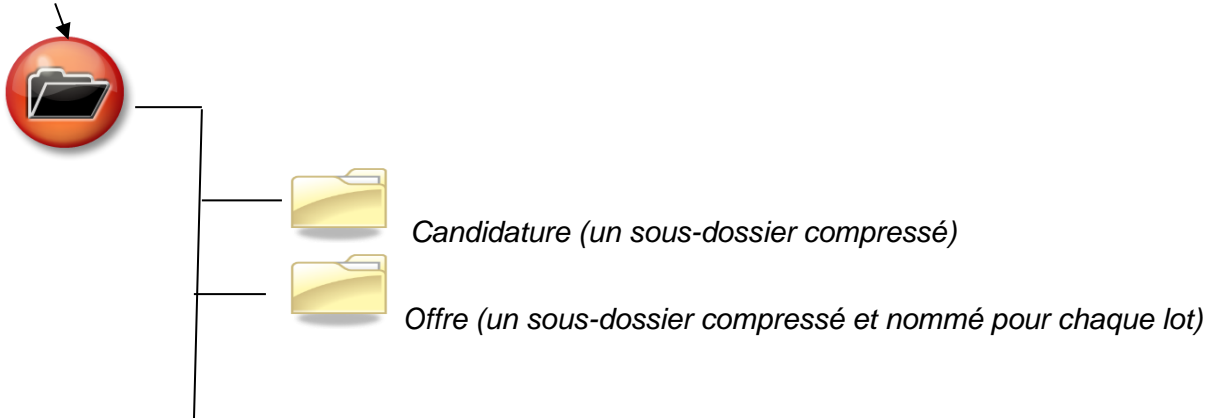 Candidature (un sous-dossier compressé)
Offre (un sous-dossier compressé et nommé pour chaque lot)